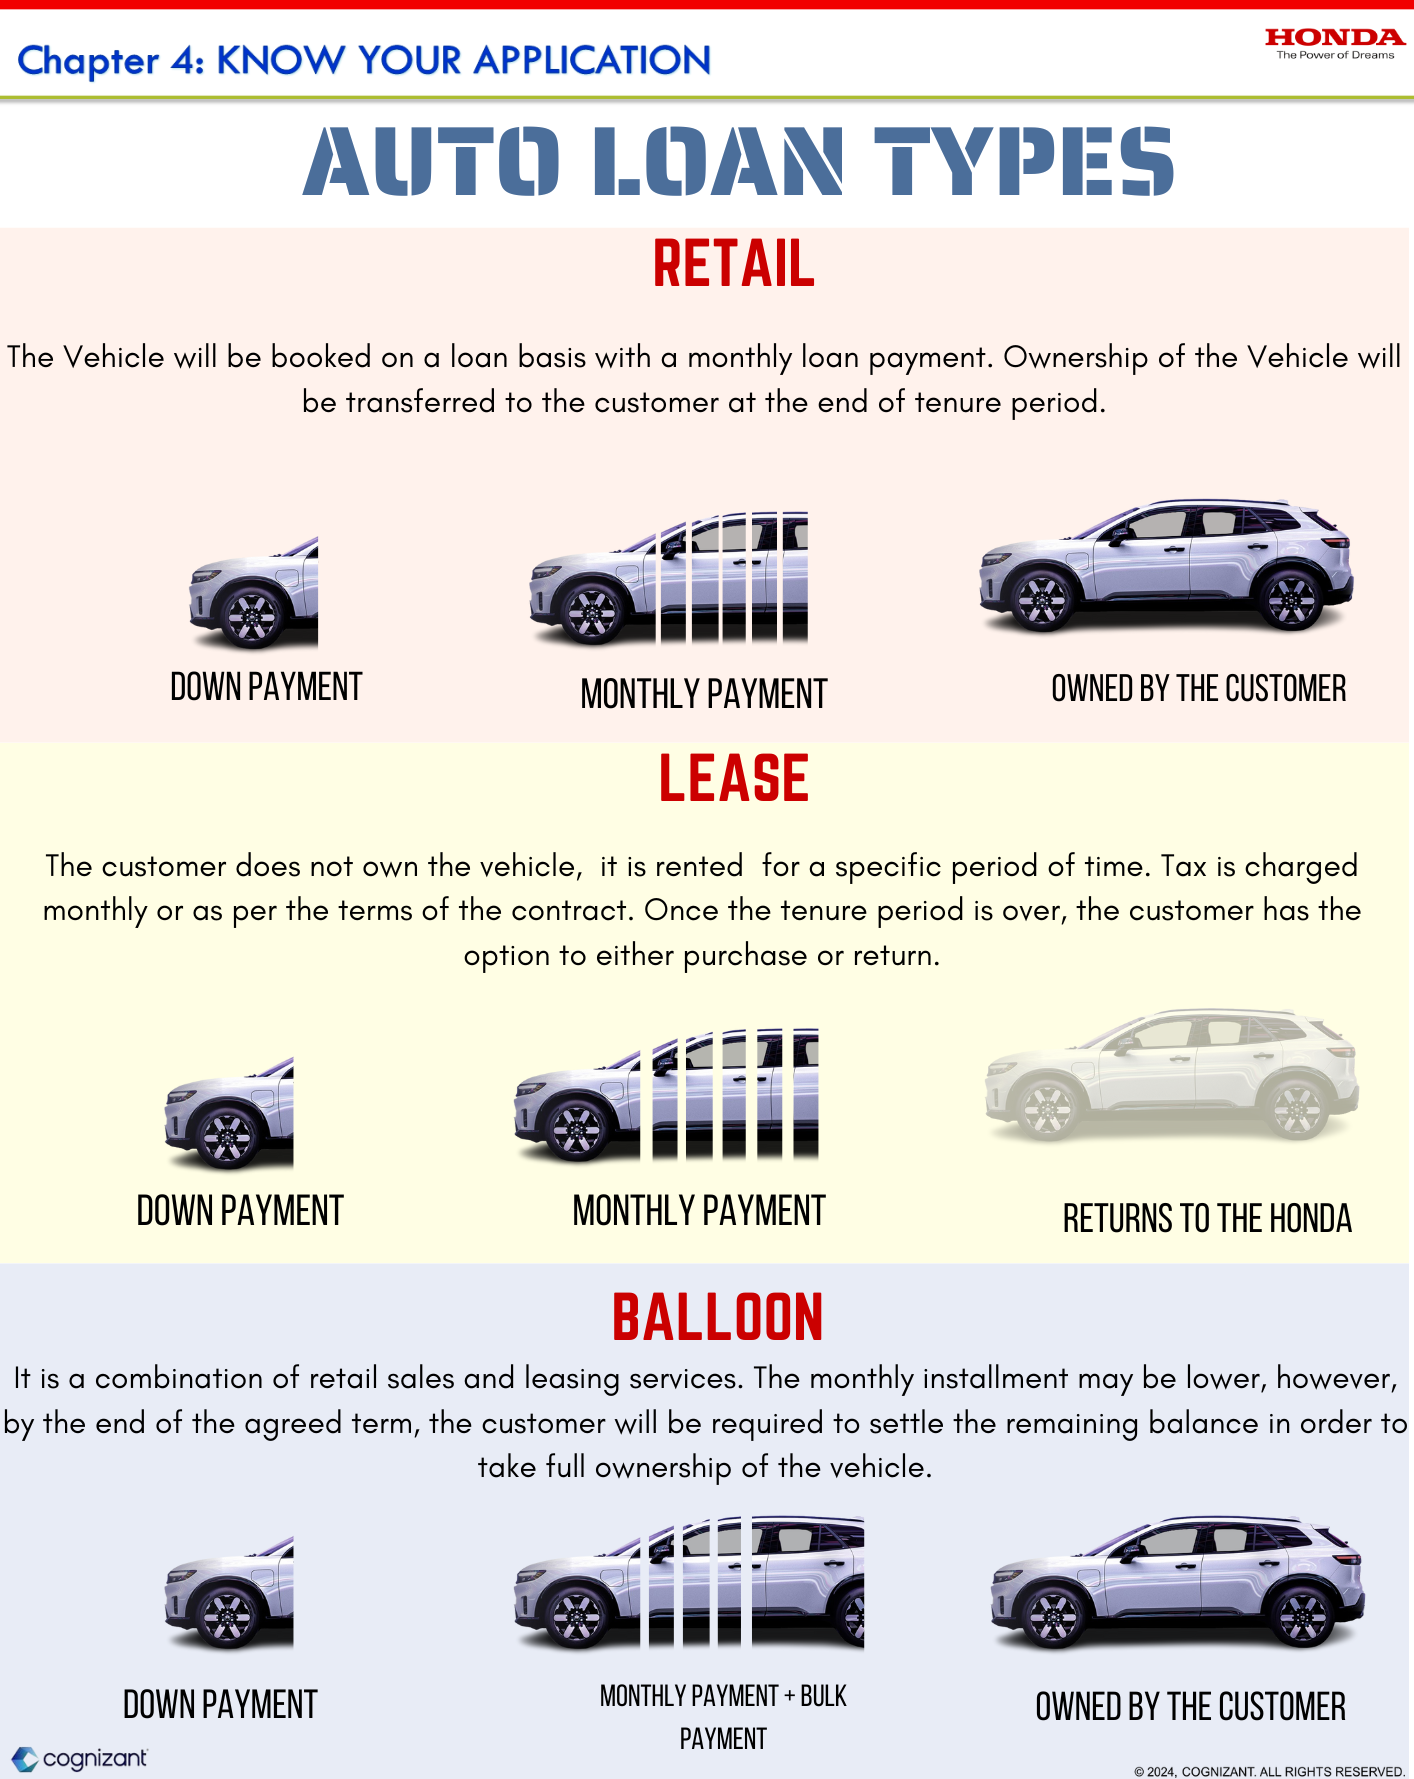 Chapter 4: KNOW YOUR APPLICATION
HONDA
The Power of Dreams
AUTO LOAN TYPES
RETAIL
The Vehicle will be booked on a loan basis with a monthly loan payment. Ownership of the Vehicle will
be transferred to the customer at the end of tenure period.
DOWN PAYMENT
MONTHLY PAYMENT
OWNED BY THE CUSTOMER
LEASE
The customer does not own the vehicle, it is rented for a specific period of time. Tax is charged
monthly or as per the terms of the contract. Once the tenure period is over, the customer has the
option to either purchase or return.
DOWN PAYMENT
MONTHLY PAYMENT
RETURNS TO THE HONDA
BALLOON
It is a combination of retail sales and leasing services. The monthly installment may be lower, however,
by the end of the agreed term, the customer will be required to settle the remaining balance in order to
take full ownership of the vehicle.
DOWN PAYMENT
MONTHLY PAYMENT + BULK
PAYMENT
OWNED BY THE CUSTOMER
cognizant
© 2024, COGNIZANT. ALL RIGHTS RESERVED.